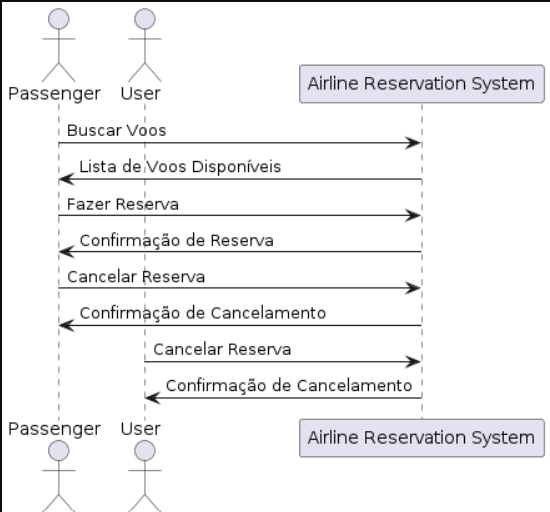 Passenger User Airline Reservation System
Buscar Voos
Lista de Voos Disponíveis
Fazer Reserva
Confirmação de Reserva
Cancelar Reserva
Confirmação de Cancelamento
Cancelar Reserva
Confirmação de Cancelamento
Passenger User Airline Reservation System